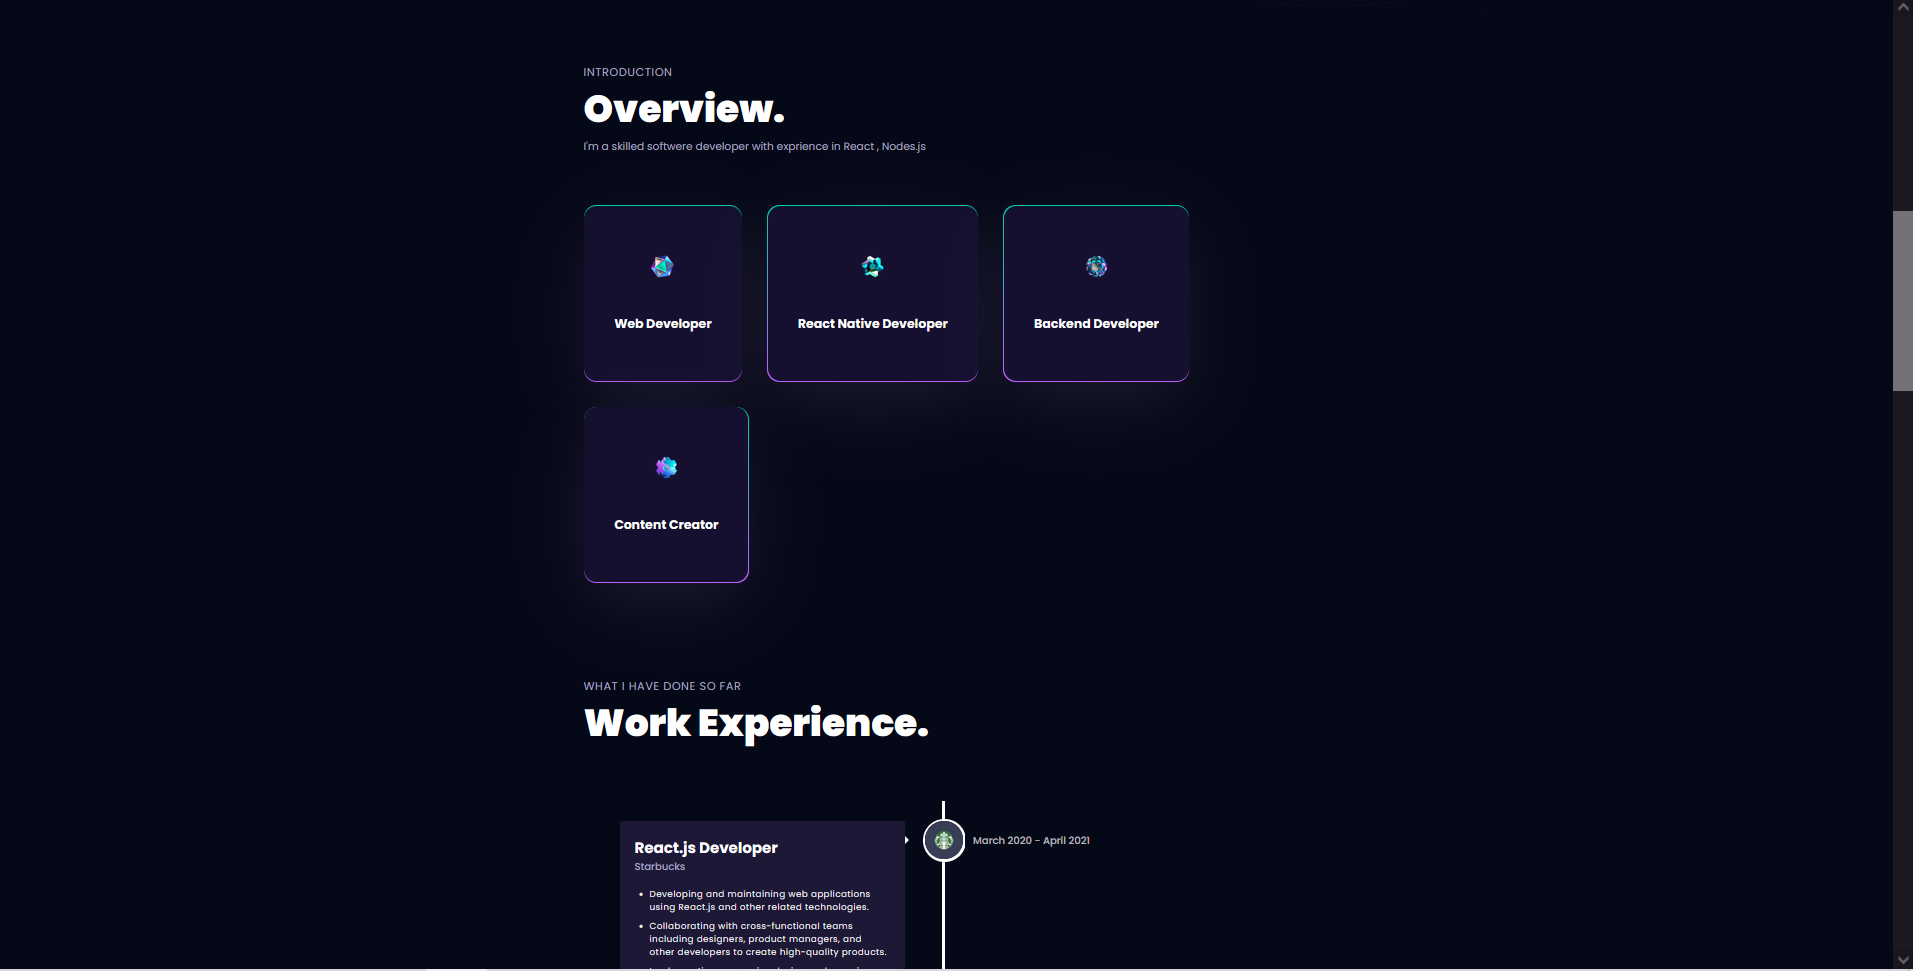 INTRODUCTION
Overview.
I'm a skilled softwere developer with exprience in React , Nodes.js
Web Developer
React Native Developer
Backend Developer
Content Creator
WHAT I HAVE DONE SO FAR
Work Experience.
React.js Developer
Starbucks
March 2020 - April 2021
• Developing and maintaining web applications
using React.js and other related technologies.
• Collaborating with cross-functional teams
including designers, product managers, and
other developers to create high-quality products.